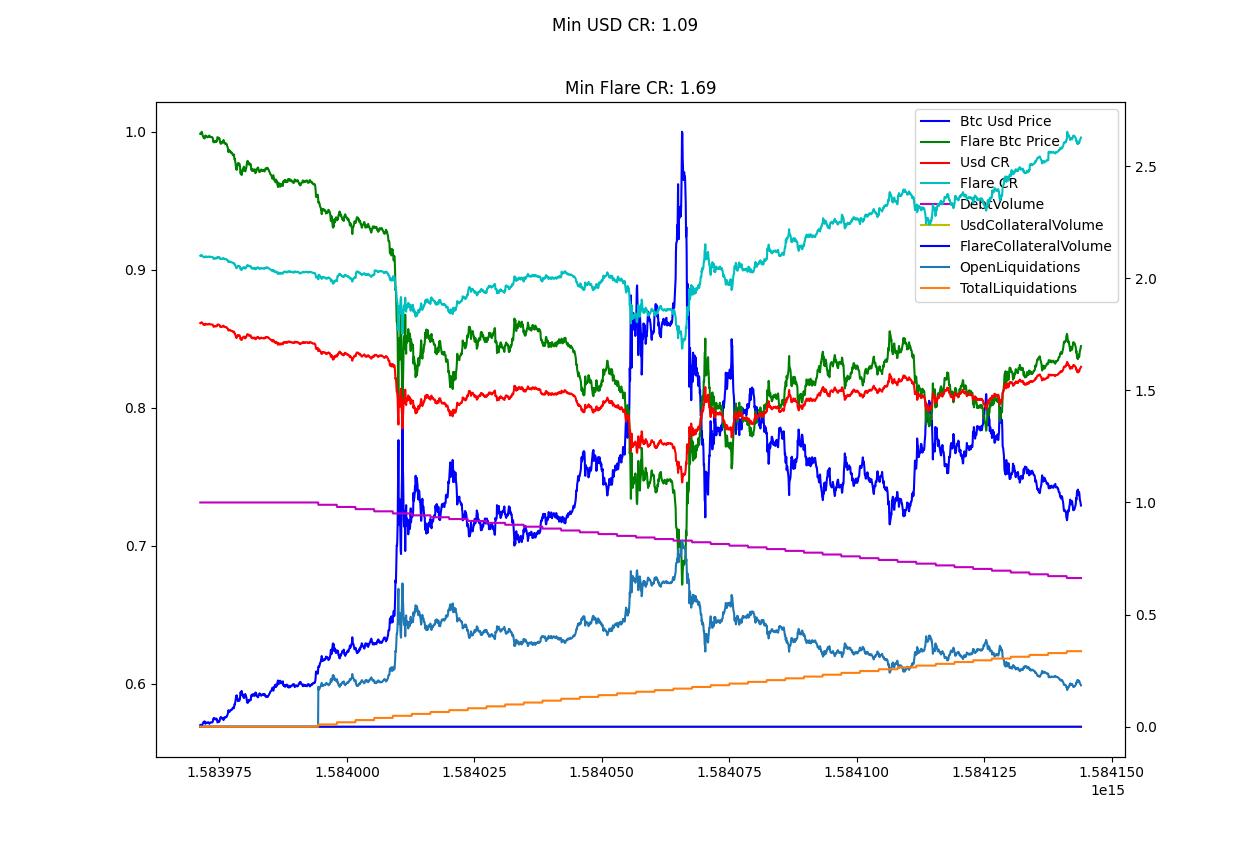 Min USD CR: 1.09
Min Flare CR: 1.69
Btc Usd Price
Flare Btc Price
Usd CR
Flare CR
DebtVolume
UsdCollateralVolume
FlareCollateralVolume
OpenLiquidations
TotalLiquidations
1.0
0.9
0.8
0.7
0.6
2.5
2.0
1.5
1.0
0.5
0.0
1.583975
1.584000
1.584025
1.584050
1.584075
1.584100
1.584125
1.584150
1e15